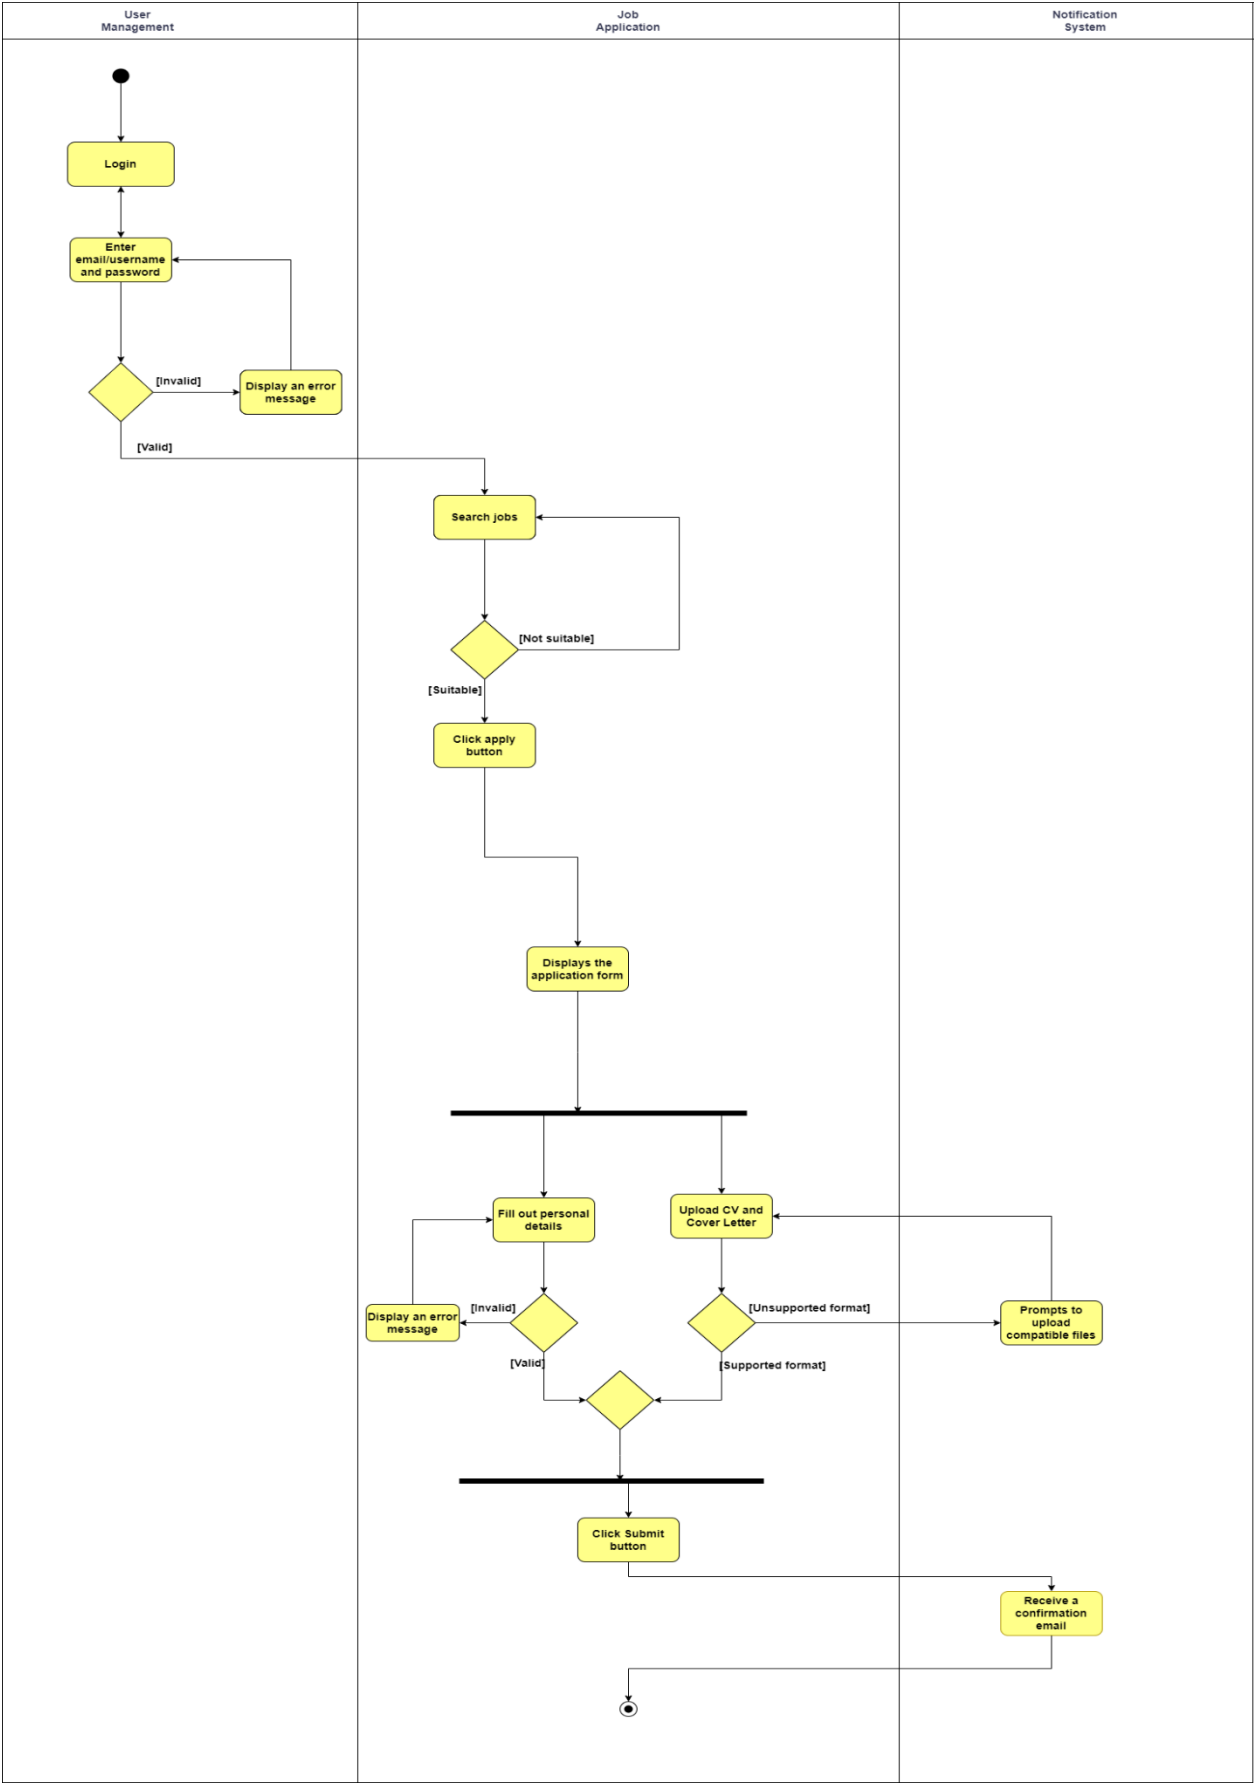 User
Management
Job
Application
Notification
System
Login
Enter
email/username
and password
[Invalid]
Display an error
message
[Valid]
Search jobs
[Not suitable]
[Suitable]
Click apply
button
Displays the
application form
Fill out personal
details
Upload CV and
Cover Letter
Display an error
message
[Invalid]
[Unsupported format]
Prompts to
upload
compatible files
[Valid]
[Supported format]
Click Submit
button
Receive a
confirmation
email